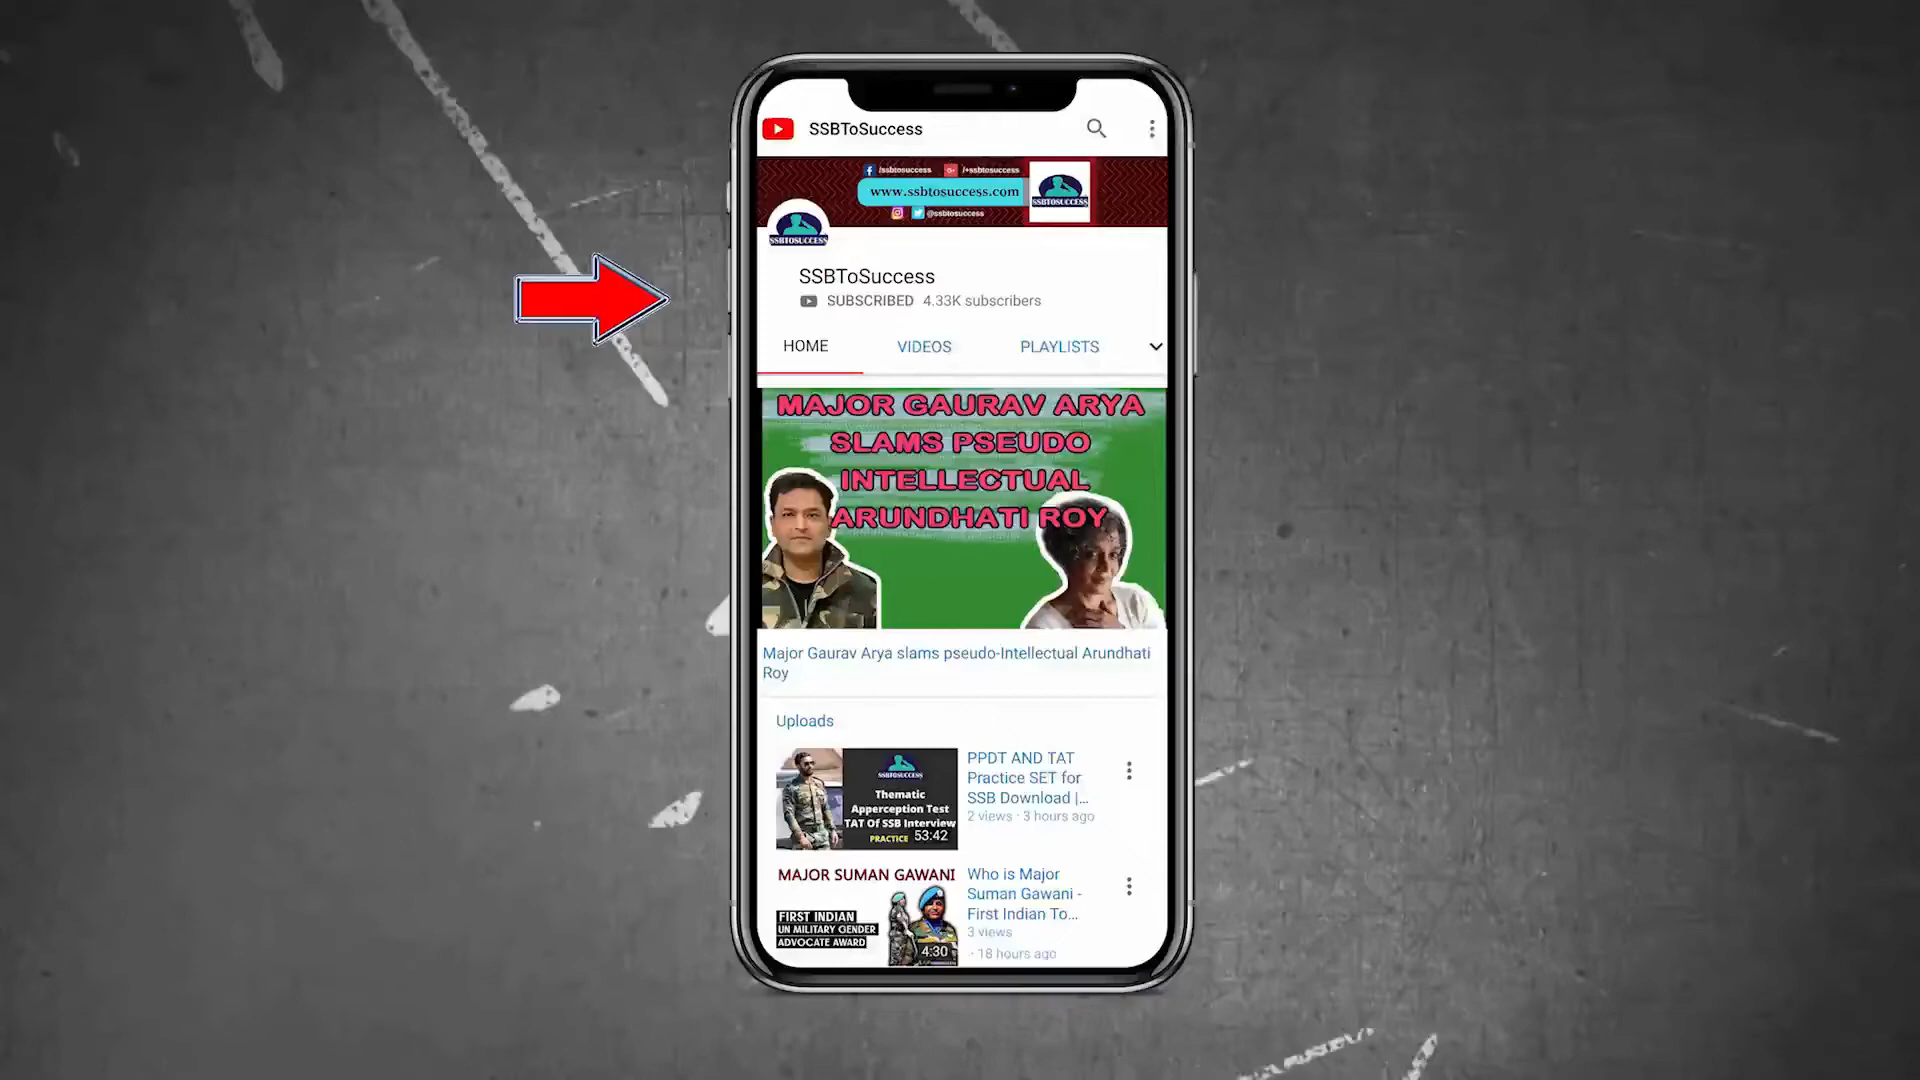 SSBToSuccess
/ssbtosuccess
/+ssbtosuccess
www.ssbtosuccess.com
@ssbtosuccess
SSBTOSUCCESS
SSBTOSUCCESS
SSBToSuccess
SUBSCRIBED 4.33K subscribers
HOME VIDEOS PLAYLISTS
MAJOR GAURAV ARYA
SLAMS PSEUDO
INTELLECTUAL
ARUNDHATI ROY
Major Gaurav Arya slams pseudo-Intellectual Arundhati
Roy
Uploads
SSBTOSUCCESS
Thematic
Apperception Test
TAT Of SSB Interview
PRACTICE 53:42
PPDT AND TAT
Practice SET for
SSB Download |...
2 views · 3 hours ago
MAJOR SUMAN GAWANI
FIRST INDIAN
UN MILITARY GENDER
ADVOCATE AWARD
4:30
Who is Major
Suman Gawani -
First Indian To...
3 views
· 18 hours ago